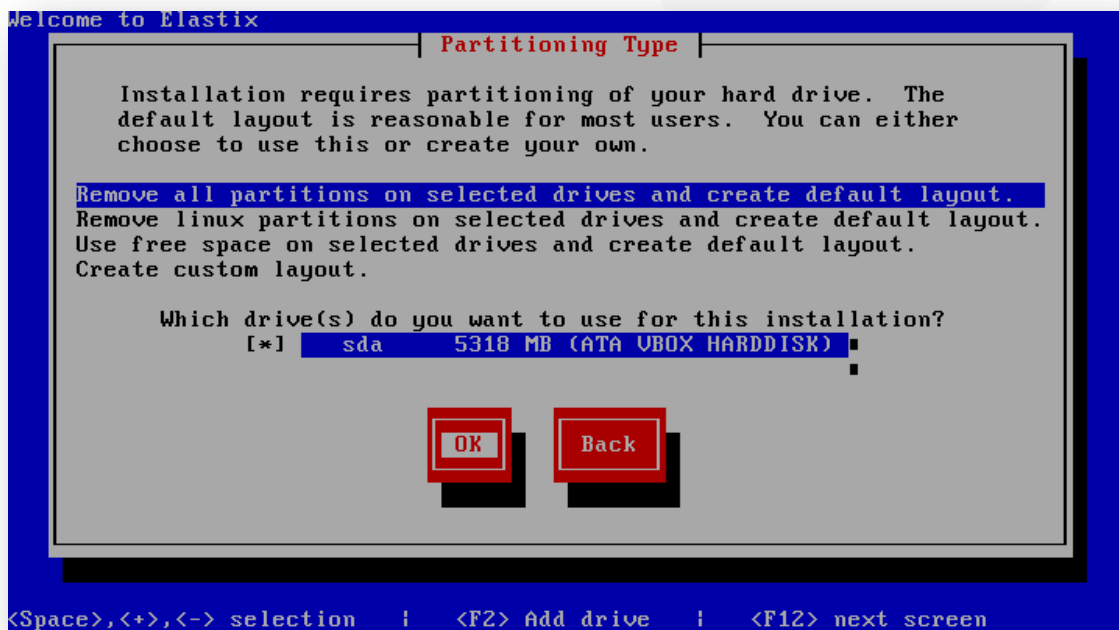 Welcome to Elastix
Partitioning Type
Installation requires partitioning of your hard drive.  The
default layout is reasonable for most users.  You can either
choose to use this or create your own.
Remove all partitions on selected drives and create default layout.
Remove linux partitions on selected drives and create default layout.
Use free space on selected drives and create default layout.
Create custom layout.
Which drive(s) do you want to use for this installation?
[*]    sda     5318 MB (ATA VBOX HARDDISK)
OK    Back
<Space>,<+>,<-> selection   |   <F2> Add drive   |   <F12> next screen